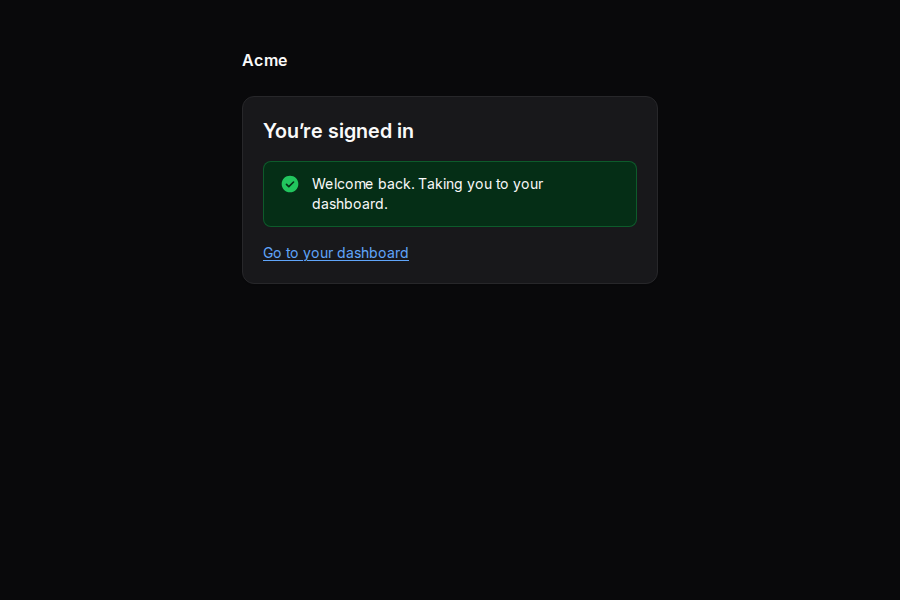 Acme
You’re signed in
Welcome back. Taking you to your
dashboard.
Go to your dashboard